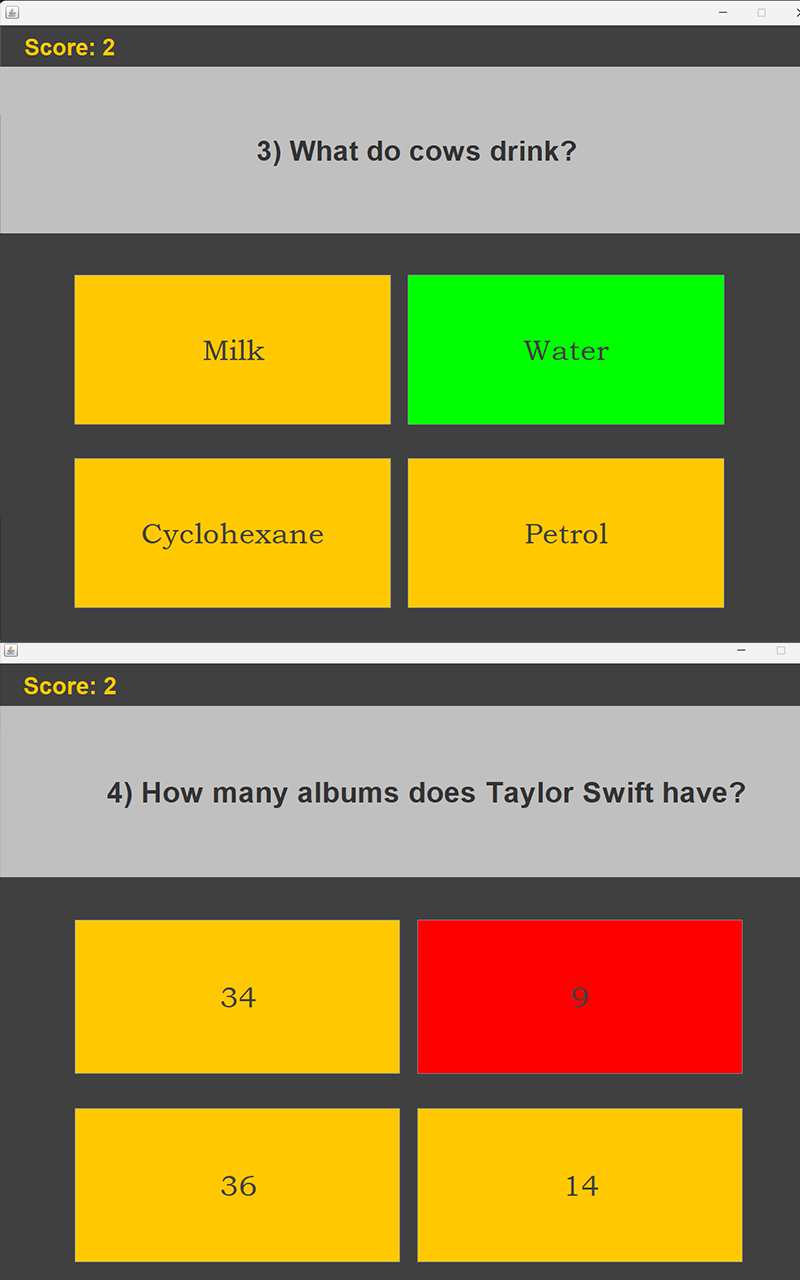 Score: 2
3) What do cows drink?
Milk
Water
Cyclohexane
Petrol
Score: 2
4) How many albums does Taylor Swift have?
34
9
36
14